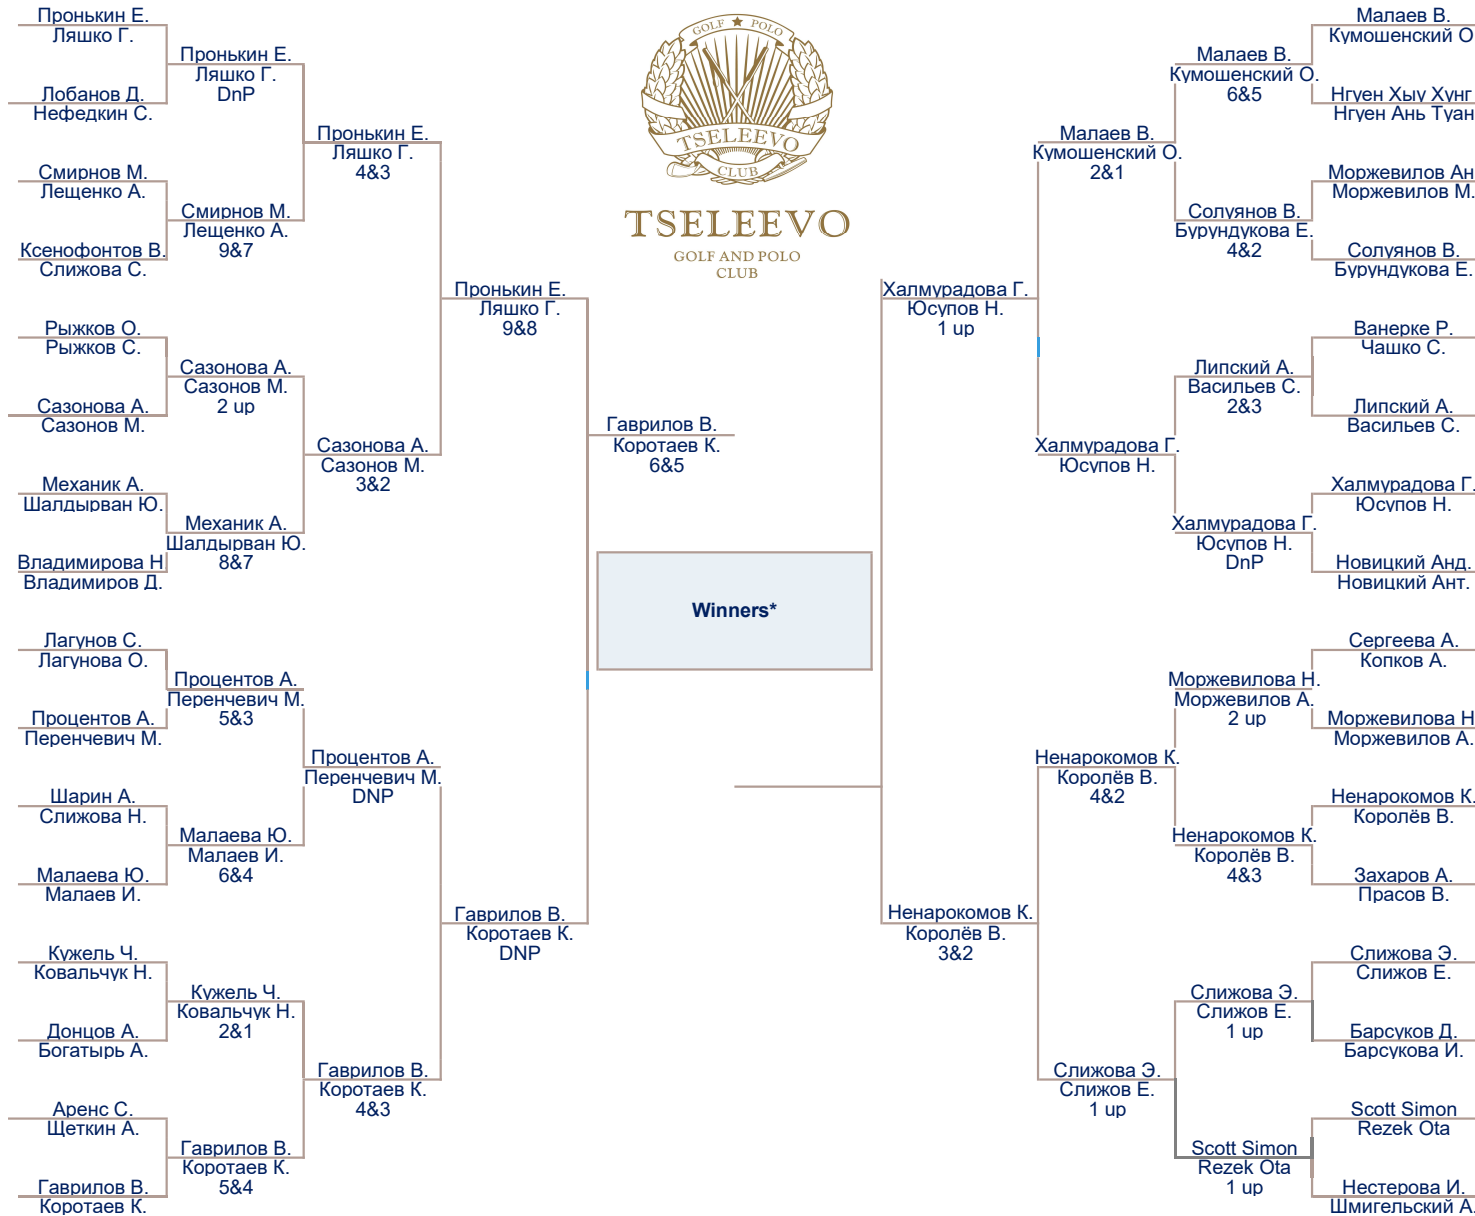 Пронькин Е.
Ляшко Г.
Лобанов Д.
Нефедкин С.
Смирнов М.
Лещенко А.
Ксенофонтов В.
Слижова С.
Рыжков О.
Рыжков С.
Сазонова А.
Сазонов М.
Механик А.
Шалдырван Ю.
Владимирова Н
Владимиров Д.
Лагунов С.
Лагунова О.
Процентов А.
Перенчевич М.
Шарин А.
Слижова Н.
Малаева Ю.
Малаев И.
Кужель Ч.
Ковальчук Н.
Донцов А.
Богатырь А.
Аренс С.
Щеткин А.
Гаврилов В.
Коротаев К.
Пронькин Е.
Ляшко Г.
DnP
Смирнов М.
Лещенко А.
9&7
Сазонова А.
Сазонов М.
2 up
Механик А.
Шалдырван Ю.
8&7
Процентов А.
Перенчевич М.
5&3
Малаева Ю.
Малаев И.
6&4
Кужель Ч.
Ковальчук Н.
2&1
Гаврилов В.
Коротаев К.
5&4
Пронькин Е.
Ляшко Г.
4&3
Сазонова А.
Сазонов М.
3&2
Процентов А.
Перенчевич М.
DNP
Гаврилов В.
Коротаев К.
4&3
Пронькин Е.
Ляшко Г.
9&8
Гаврилов В.
Коротаев К.
DNP
Гаврилов В.
Коротаев К.
6&5
GOLF ★ POLO
TSELEEVO
CLUB
TSELEEVO
GOLF AND POLO
CLUB
Winners*
Халмурадова Г.
Юсупов Н.
1 up
Ненарокомов К.
Королёв В.
3&2
Малаев В.
Кумошенский О.
2&1
Халмурадова Г.
Юсупов Н.
Ненарокомов К.
Королёв В.
4&2
Слижова Э.
Слижов Е.
1 up
Малаев В.
Кумошенский О.
6&5
Солуянов В.
Бурундукова Е.
4&2
Липский А.
Васильев С.
2&3
Халмурадова Г.
Юсупов Н.
DnP
Моржевилова Н.
Моржевилов А.
2 up
Ненарокомов К.
Королёв В.
4&3
Слижова Э.
Слижов Е.
1 up
Scott Simon
Rezek Ota
1 up
Малаев В.
Кумошенский О
Нгуен Хыу Хунг
Нгуен Ань Туан
Моржевилов Ан
Моржевилов М.
Солуянов В.
Бурундукова Е.
Ванерке Р.
Чашко С.
Липский А.
Васильев С.
Халмурадова Г.
Юсупов Н.
Новицкий Анд.
Новицкий Ант.
Сергеева А.
Копков А.
Моржевилова Н
Моржевилов А.
Ненарокомов К.
Королёв В.
Захаров А.
Прасов В.
Слижова Э.
Слижов Е.
Барсуков Д.
Барсукова И.
Scott Simon
Rezek Ota
Нестерова И.
Шмигельский А.